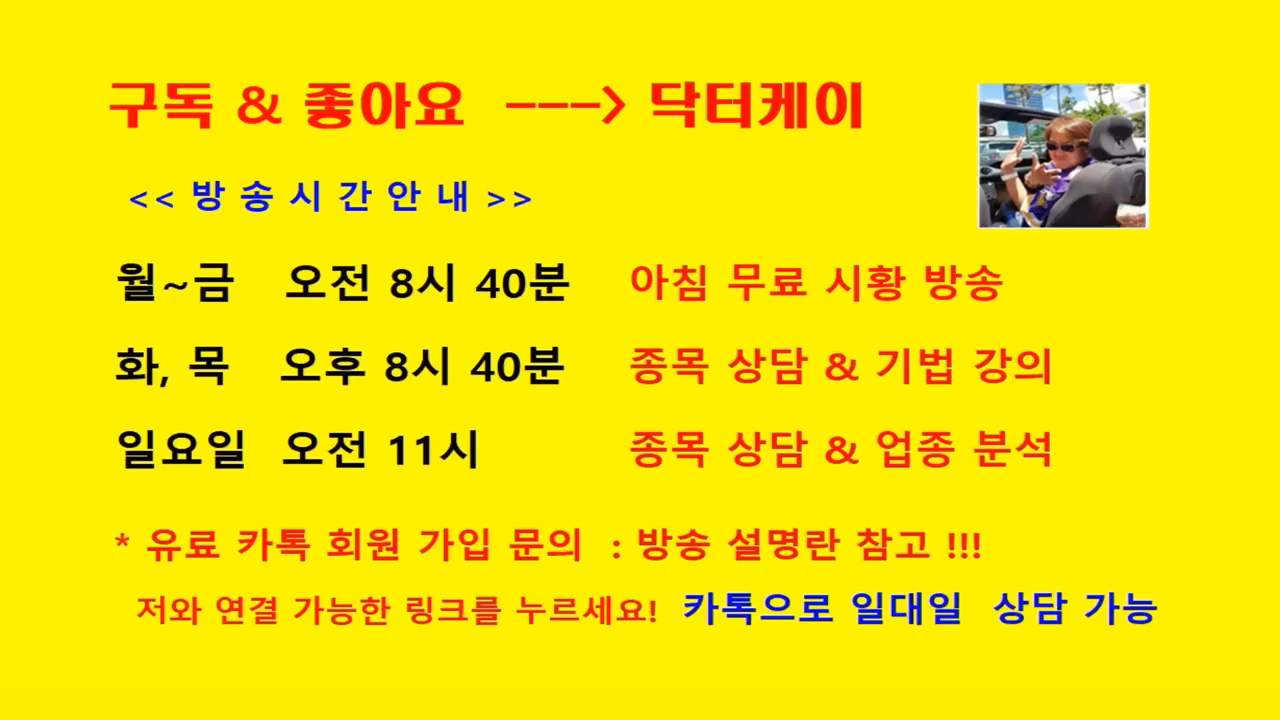 구독 & 좋아요 ---> 닥터케이
<< 방 송 시 간 안 내 >>
월~금 오전 8시 40분 아침 무료 시황 방송
화, 목 오후 8시 40분 종목 상담 & 기법 강의
일요일 오전 11시 종목 상담 & 업종 분석
* 유료 카톡 회원 가입 문의 : 방송 설명란 참고 !!!
저와 연결 가능한 링크를 누르세요! 카톡으로 일대일 상담 가능